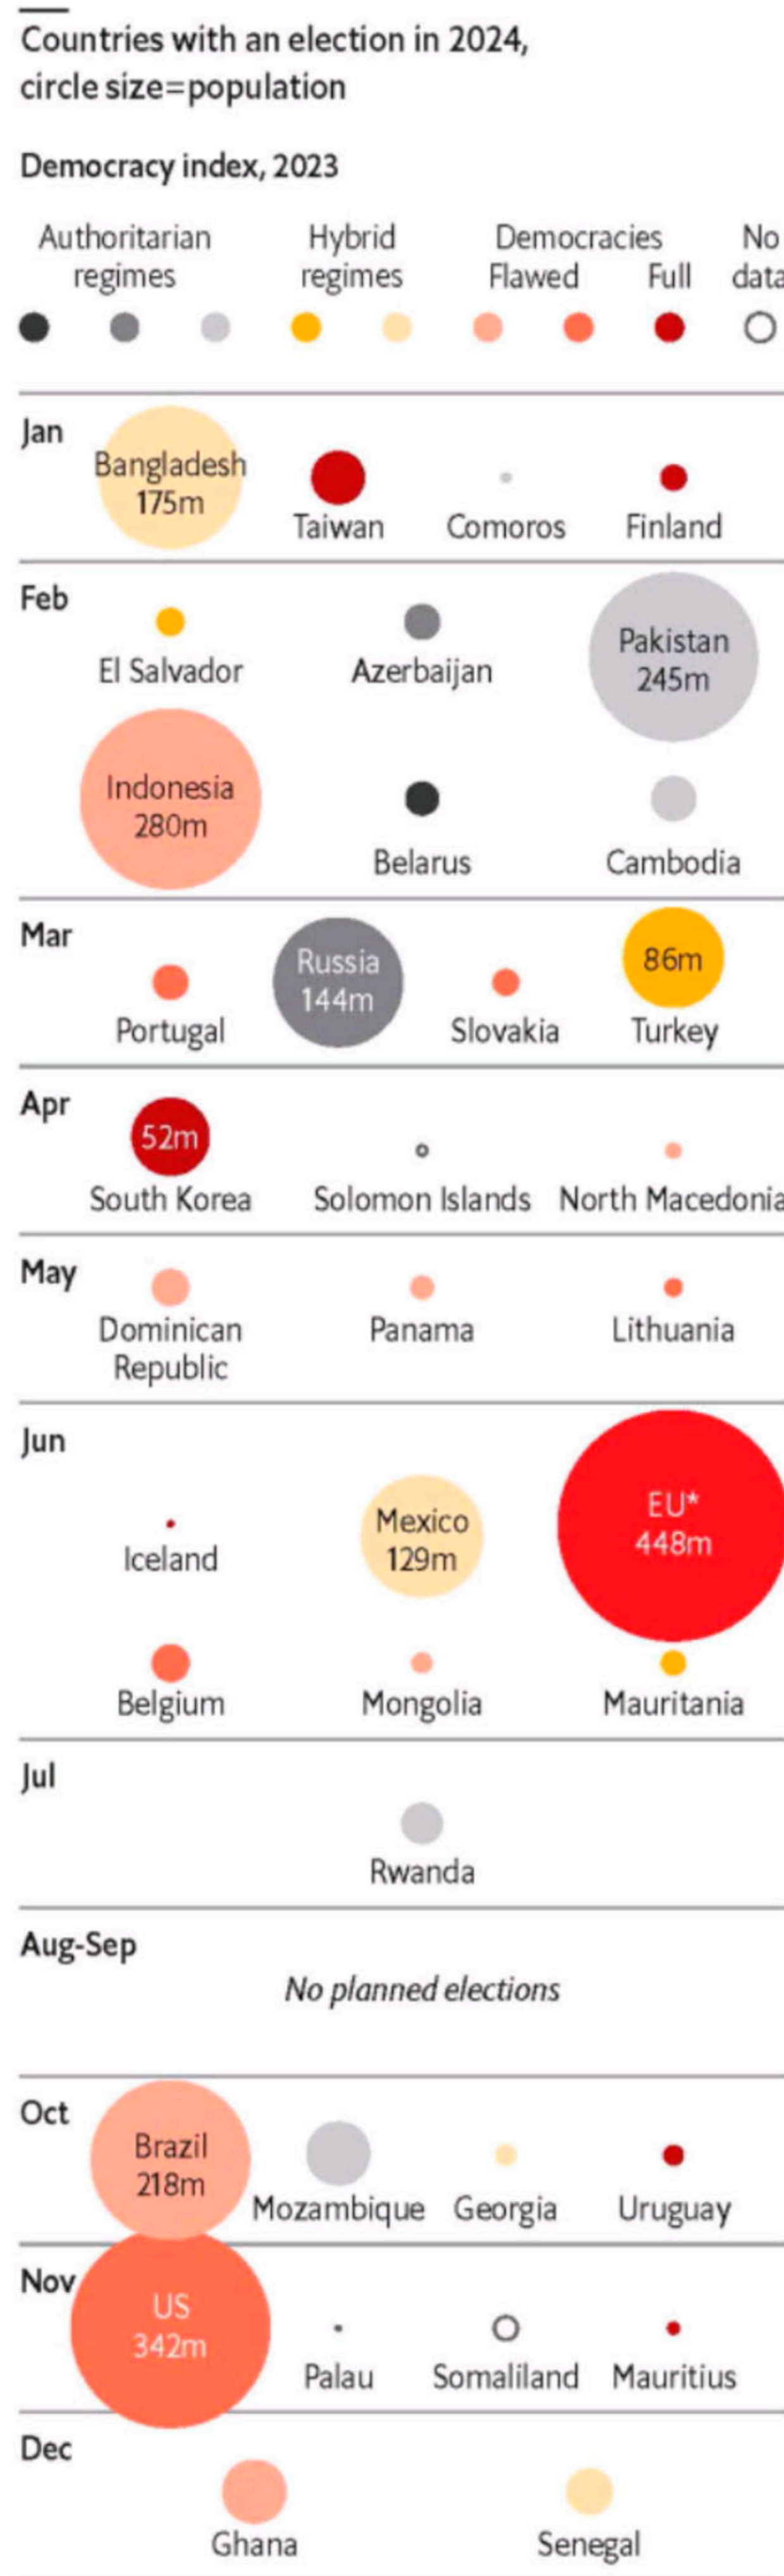 Countries with an election in 2024,
circle size=population
Democracy index, 2023
Authoritarian
regimes
Hybrid
regimes
Democracies
Flawed
Full
No
data
Jan
Bangladesh
175m
Taiwan
Comoros
Finland
Feb
El Salvador
Azerbaijan
Pakistan
245m
Indonesia
280m
Belarus
Cambodia
Mar
Portugal
Russia
144m
Slovakia
86m
Turkey
Apr
52m
South Korea
Solomon Islands
North Macedonia
May
Dominican
Republic
Panama
Lithuania
Jun
Iceland
Mexico
129m
EU*
448m
Belgium
Mongolia
Mauritania
Jul
Rwanda
Aug-Sep
No planned elections
Oct
Brazil
218m
Mozambique
Georgia
Uruguay
Nov
US
342m
Palau
Somaliland
Mauritius
Dec
Ghana
Senegal